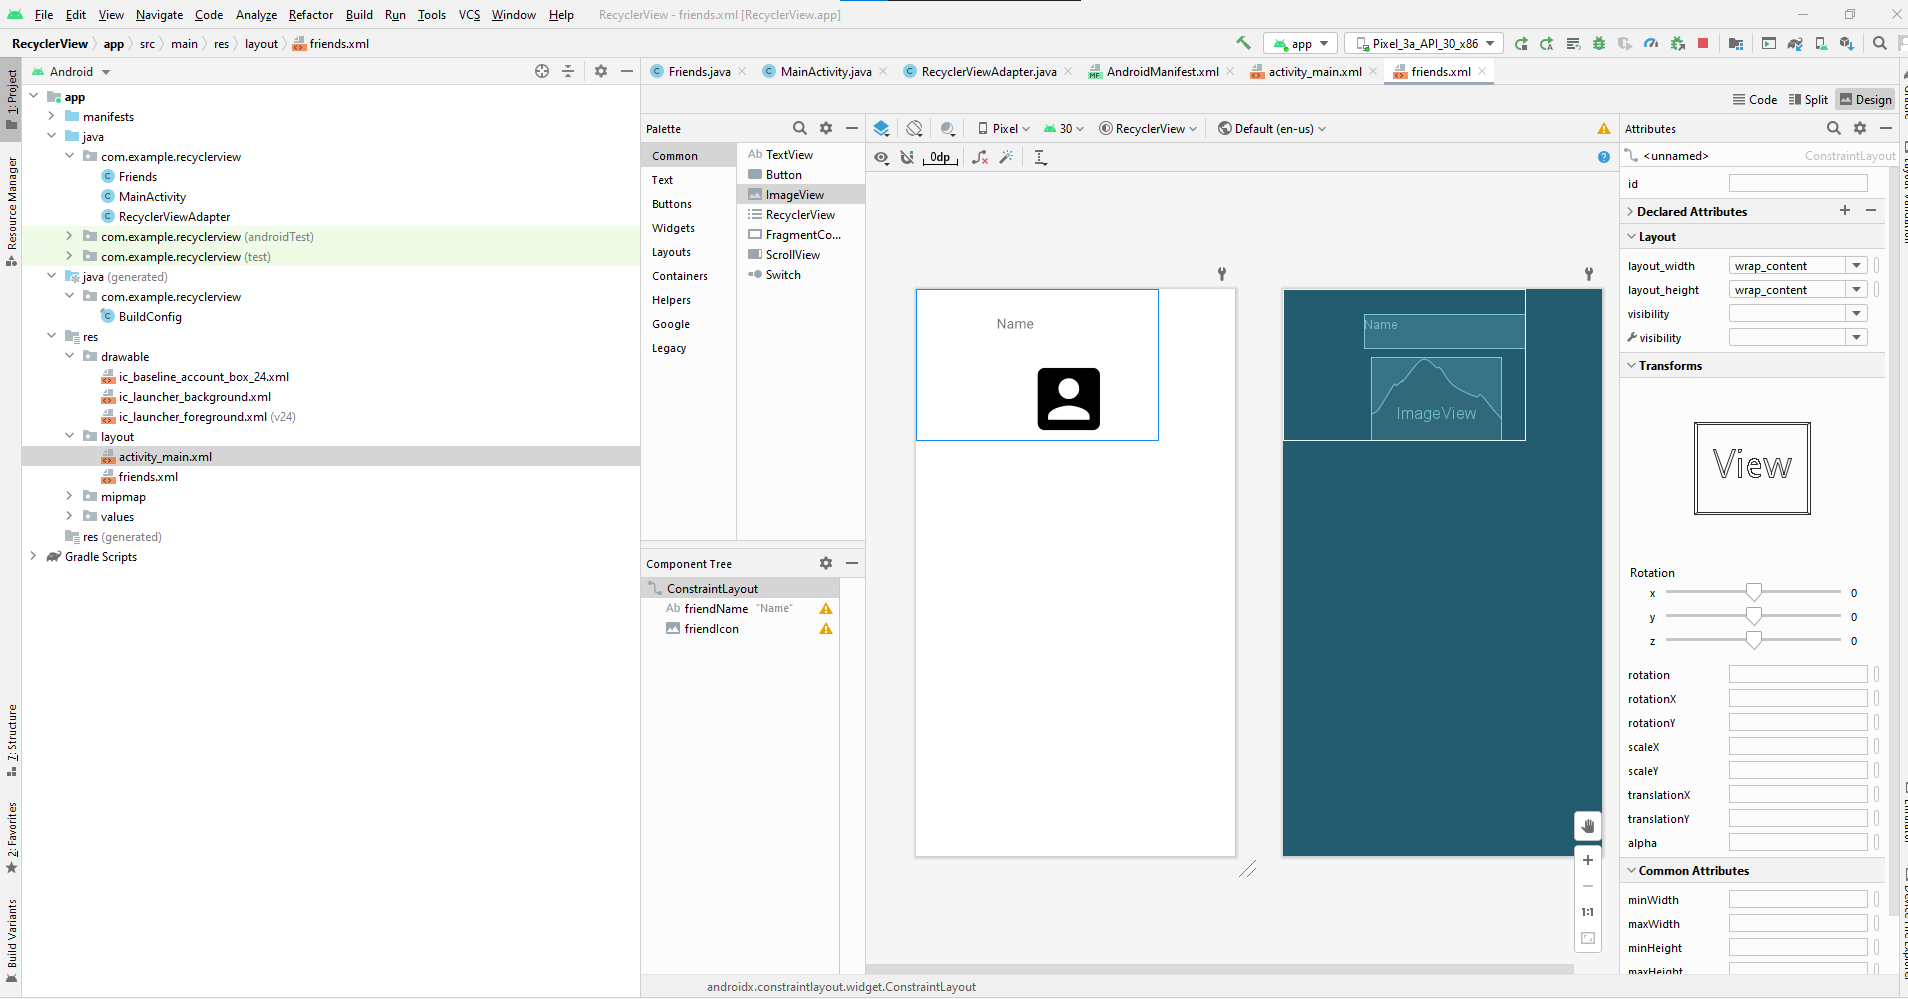 File Edit View Navigate Code Analyze Refactor Build Run Tools VCS Window Help RecyclerView - friends.xml [RecyclerView.app]
RecyclerView app src main res layout friends.xml
app
Pixel_3a_API_30_x86
1: Project
Resource Manager
7: Structure
2: Favorites
Build Variants
Android
app
manifests
java
com.example.recyclerview
Friends
MainActivity
RecyclerViewAdapter
com.example.recyclerview (androidTest)
com.example.recyclerview (test)
java (generated)
com.example.recyclerview
BuildConfig
res
drawable
ic_baseline_account_box_24.xml
ic_launcher_background.xml
ic_launcher_foreground.xml (v24)
layout
activity_main.xml
friends.xml
mipmap
values
res (generated)
Gradle Scripts
Friends.java MainActivity.java RecyclerViewAdapter.java AndroidManifest.xml activity_main.xml friends.xml
Code Split Design
Palette
Common
Text
Buttons
Widgets
Layouts
Containers
Helpers
Google
Legacy
Ab TextView
Button
ImageView
RecyclerView
FragmentCo...
ScrollView
Switch
Component Tree
ConstraintLayout
Ab friendName "Name"
friendIcon
Pixel 30 RecyclerView Default (en-us)
0dp
Name
Name
ImageView
1:1
androidx.constraintlayout.widget.ConstraintLayout
Attributes
<unnamed> ConstraintLayout
id
Declared Attributes
Layout
layout_width wrap_content
layout_height wrap_content
visibility
visibility
Transforms
View
Rotation
x 0
y 0
z 0
rotation
rotationX
rotationY
scaleX
scaleY
translationX
translationY
alpha
Common Attributes
minWidth
maxWidth
minHeight
maxHeight